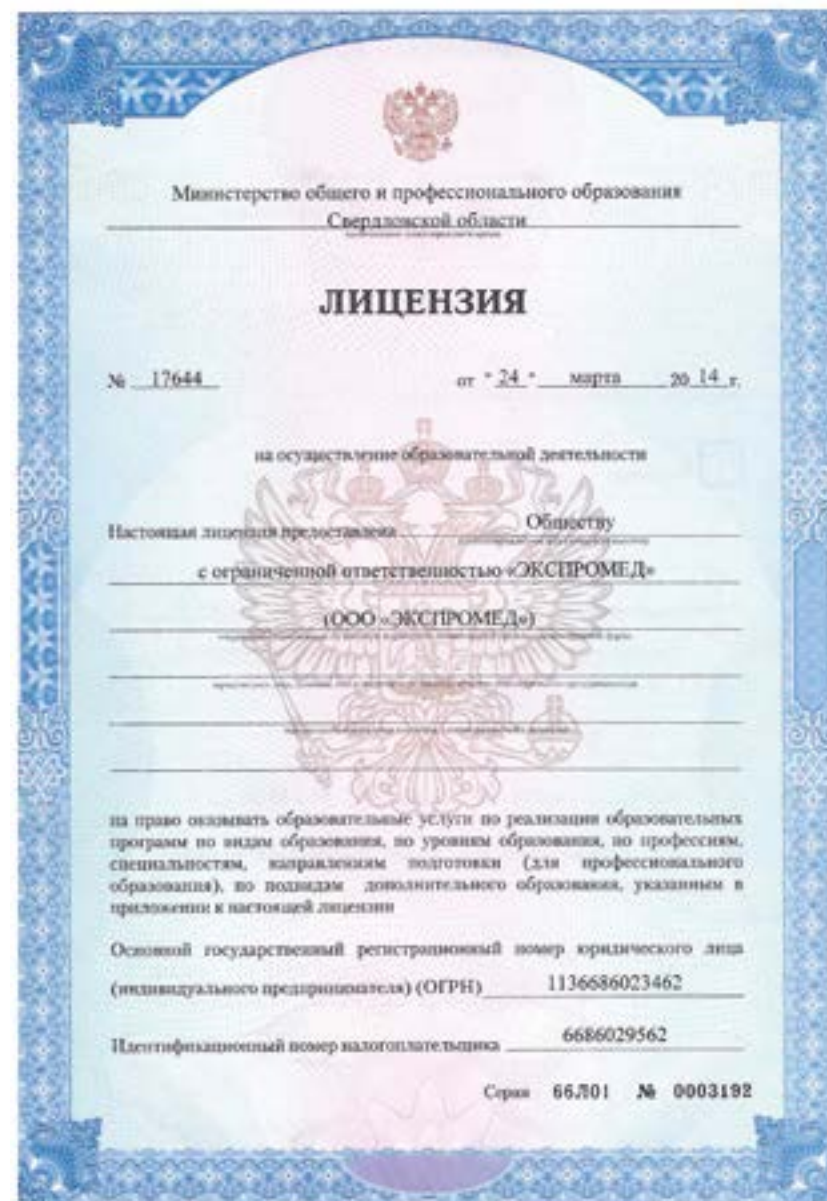 Министерство общего и профессионального образования
Свердловской области
ЛИЦЕНЗИЯ
№ 17644 от "24" марта 2014 г.
на осуществление образовательной деятельности
Настоящая лицензия предоставлена Обществу
с ограниченной ответственностью «ЭКСПРОМЕД»
(ООО «ЭКСПРОМЕД»)
на право оказывать образовательные услуги по реализации образовательных
программ по видам образования, по уровням образования, по профессиям,
специальностям, направлениям подготовки (для профессионального
образования), по подвидам дополнительного образования, указанным в
приложении к настоящей лицензии
Основной государственный регистрационный номер юридического лица
(индивидуального предпринимателя) (ОГРН) 1136686023462
Идентификационный номер налогоплательщика 6686029562
Серия 66Л01 № 0003192